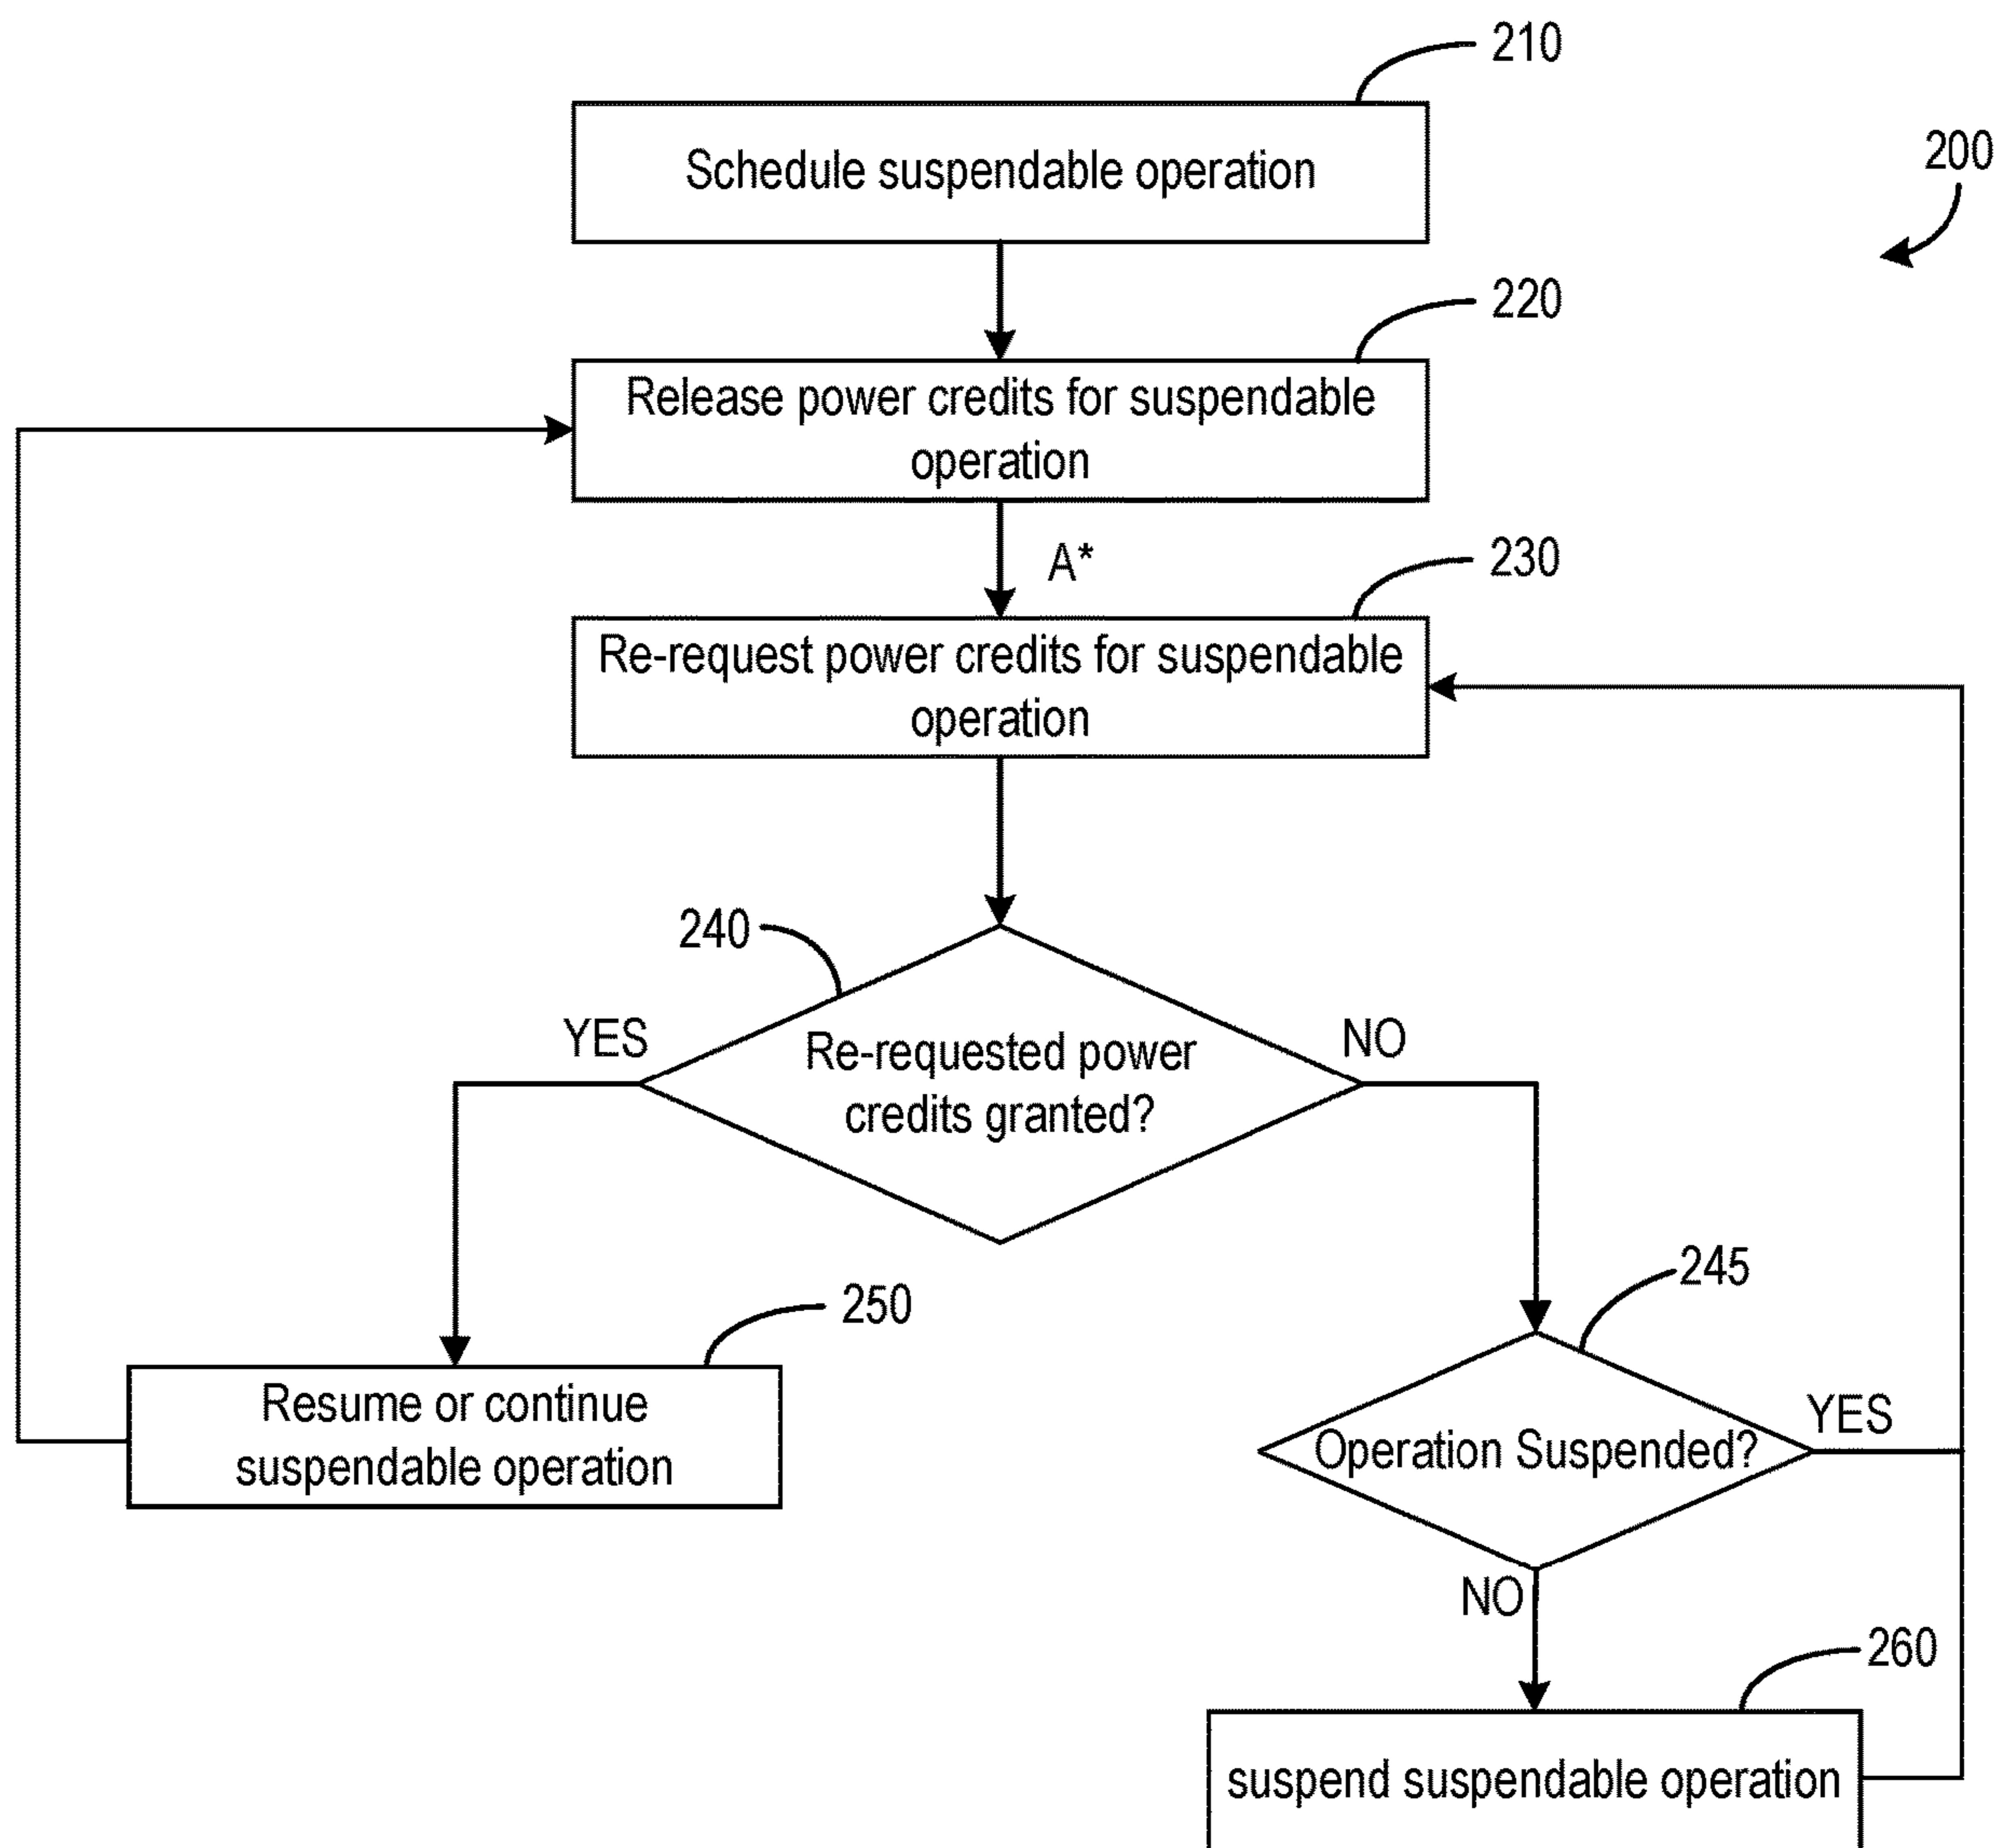 210
Schedule suspendable operation
200
220
Release power credits for suspendable
operation
A*
230
Re-request power credits for suspendable
operation
240
YES
NO
Re-requested power
credits granted?
245
250
Resume or continue
suspendable operation
YES
Operation Suspended?
NO
260
suspend suspendable operation